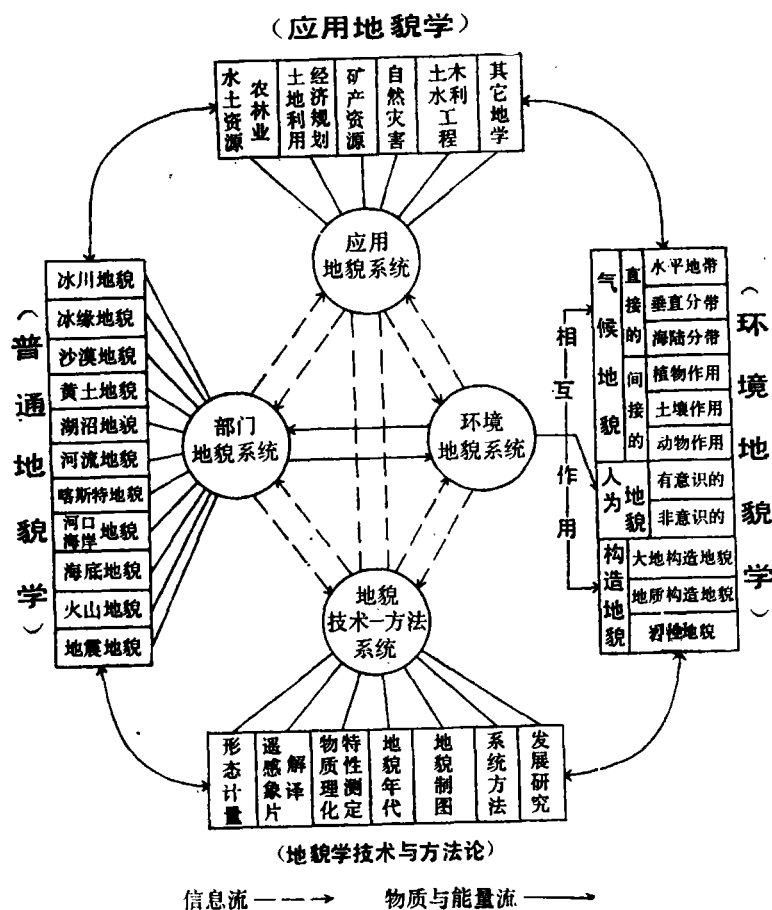 （应用地貌学）
水土资源 农林业
土地利用 经济规划
矿产资源
自然灾害
土木水利工程
其它地学
应用
地貌系统
（普通地貌学）
冰川地貌
冰缘地貌
沙漠地貌
黄土地貌
湖沼地貌
河流地貌
喀斯特地貌
河口海岸地貌
海底地貌
火山地貌
地震地貌
部门
地貌系统
环境
地貌系统
相互作用
气候地貌
直接的
水平地带
垂直分带
海陆分带
间接的
植物作用
土壤作用
动物作用
人为地貌
有意识的
非意识的
构造地貌
大地构造地貌
地质构造地貌
地貌
（环境地貌学）
地貌
技术—方法
系统
形态计量
遥感象片 解译
物质理化 特性测定
地貌年代
地貌制图
系统方法
发展研究
(地貌学技术与方法论)
信息流 物质与能量流